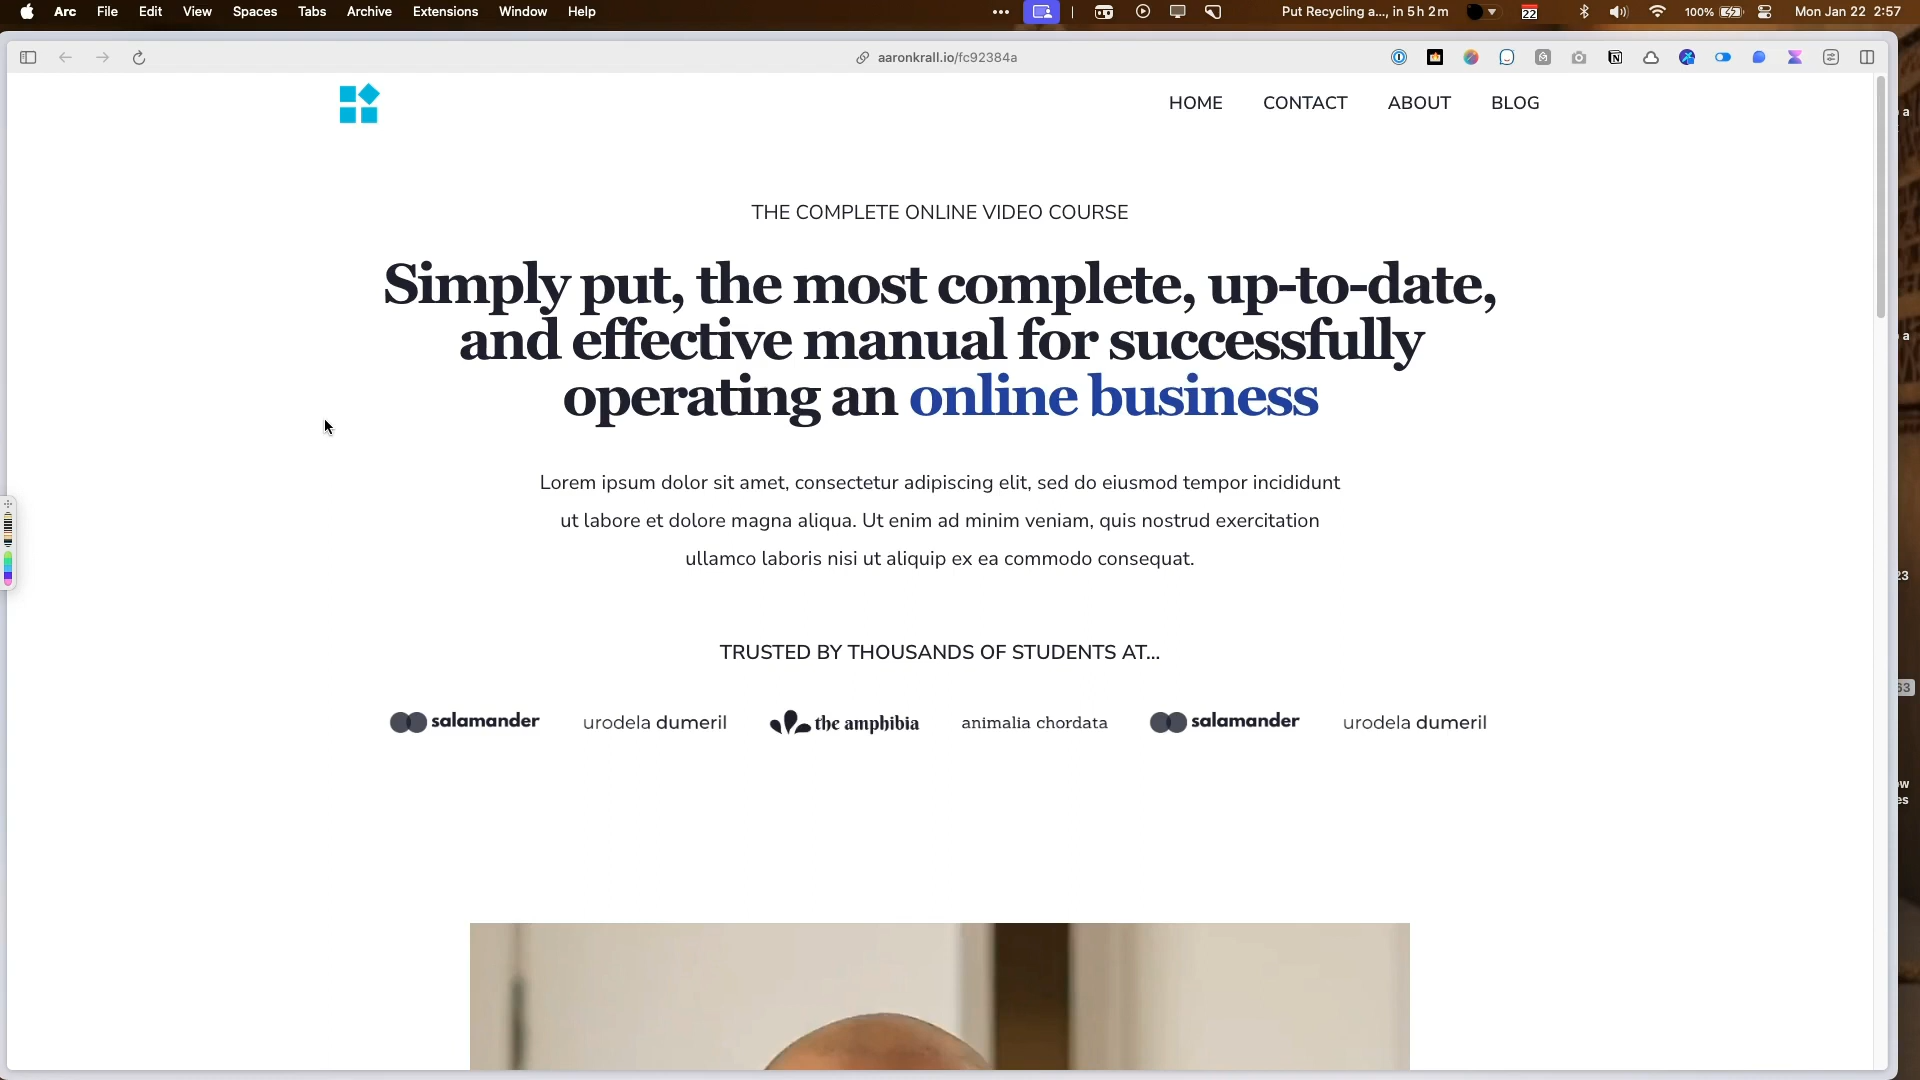 Arc File Edit View Spaces Tabs Archive Extensions Window Help ••• Put Recycling a..., in 5 h 2 m 22 100% Mon Jan 22 2:57
aaronkrall.io/fc92384a
HOME CONTACT ABOUT BLOG
THE COMPLETE ONLINE VIDEO COURSE
Simply put, the most complete, up-to-date,
and effective manual for successfully
operating an online business
Lorem ipsum dolor sit amet, consectetur adipiscing elit, sed do eiusmod tempor incididunt
ut labore et dolore magna aliqua. Ut enim ad minim veniam, quis nostrud exercitation
ullamco laboris nisi ut aliquip ex ea commodo consequat.
TRUSTED BY THOUSANDS OF STUDENTS AT...
salamander urodela dumeril the amphibia animalia chordata salamander urodela dumeril